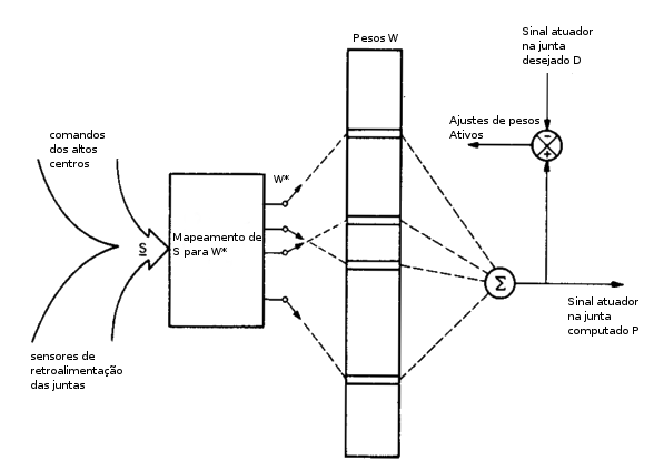 Pesos W
Sinal atuador
na junta
desejado D
Ajustes de pesos
Ativos
−
+
comandos
dos altos
centros
W*
S
Mapeamento de
S para W*
Σ
Sinal atuador
na junta
computado P
sensores de
retroalimentação
das juntas